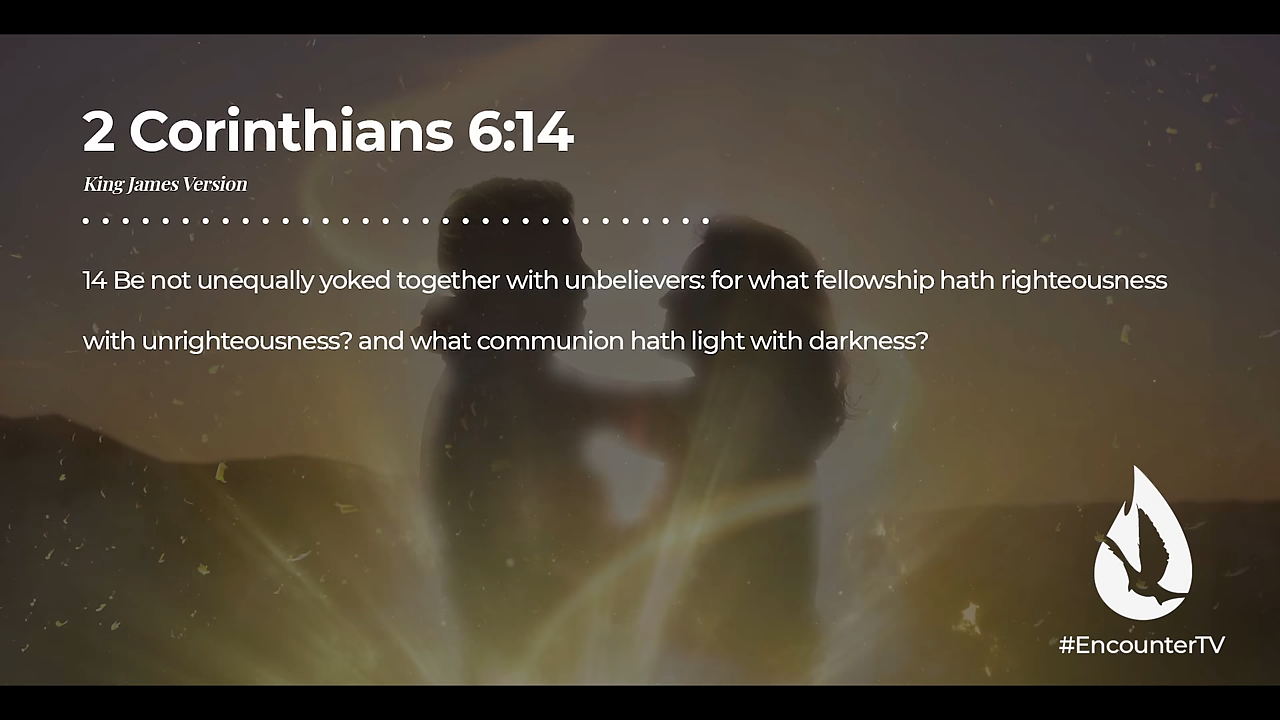 2 Corinthians 6:14
King James Version
14 Be not unequally yoked together with unbelievers: for what fellowship hath righteousness
with unrighteousness? and what communion hath light with darkness?
#EncounterTV